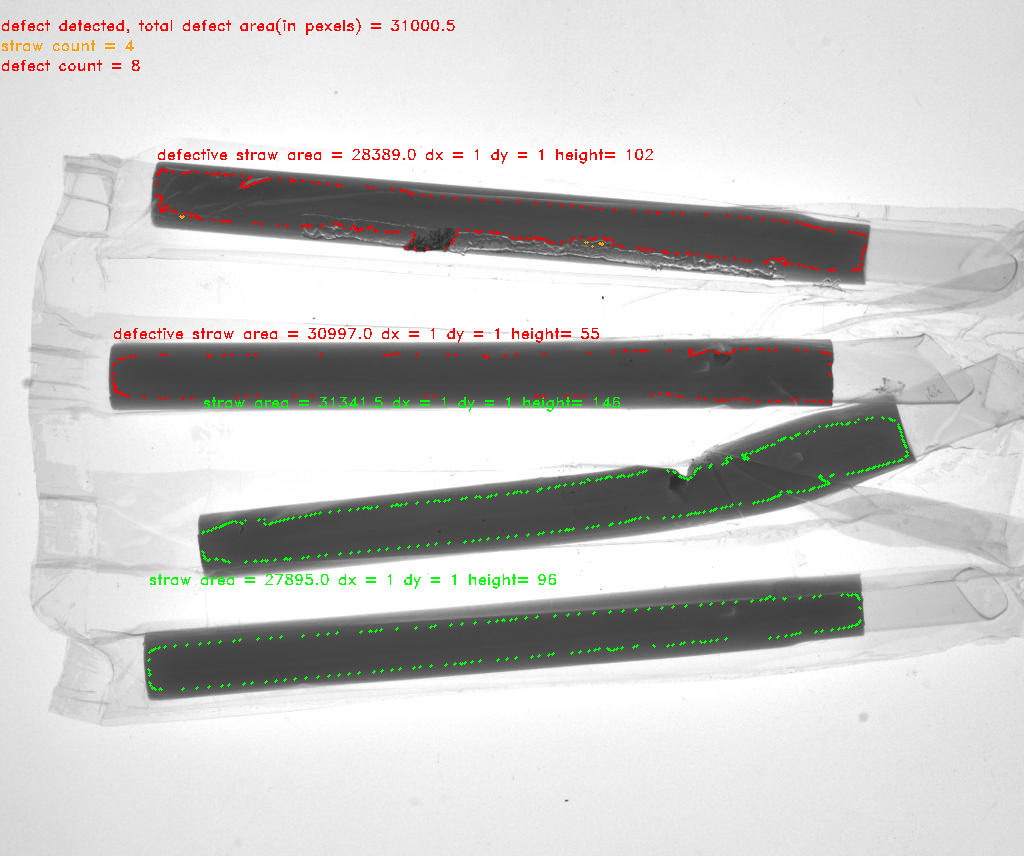 defect detected, total defect area(in pexels) = 31000.5
straw count = 4
defect count = 8
defective straw area = 28389.0 dx = 1 dy = 1 height= 102
defective straw area = 30997.0 dx = 1 dy = 1 height= 55
straw area = 31341.5 dx = 1 dy = 1 height= 146
straw area = 27895.0 dx = 1 dy = 1 height= 96